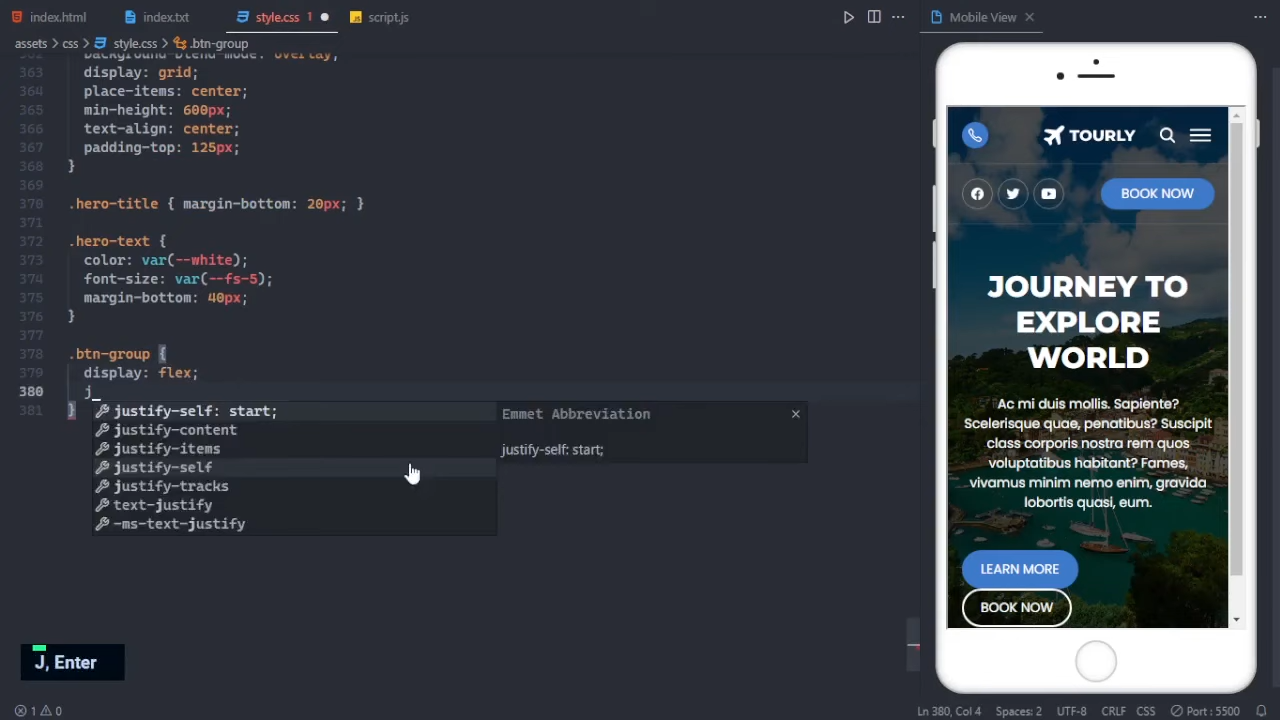 index.html
index.txt
style.css 1
script.js
Mobile View
assets > css > style.css > .btn-group
362 background-blend-mode: overlay;
363 display: grid;
364 place-items: center;
365 min-height: 600px;
366 text-align: center;
367 padding-top: 125px;
368 }
369
370 .hero-title { margin-bottom: 20px; }
371
372 .hero-text {
373 color: var(--white);
374 font-size: var(--fs-5);
375 margin-bottom: 40px;
376 }
377
378 .btn-group {
379 display: flex;
380 j
381 }
justify-self: start;
justify-content
justify-items
justify-self
justify-tracks
text-justify
-ms-text-justify
Emmet Abbreviation
justify-self: start;
J, Enter
TOURLY
BOOK NOW
JOURNEY TO
EXPLORE
WORLD
Ac mi duis mollis. Sapiente?
Scelerisque quae, penatibus? Suscipit
class corporis nostra rem quos
voluptatibus habitant? Fames,
vivamus minim nemo enim, gravida
lobortis quasi, eum.
LEARN MORE
BOOK NOW
1 0
Ln 380, Col 4
Spaces: 2
UTF-8
CRLF
CSS
Port : 5500